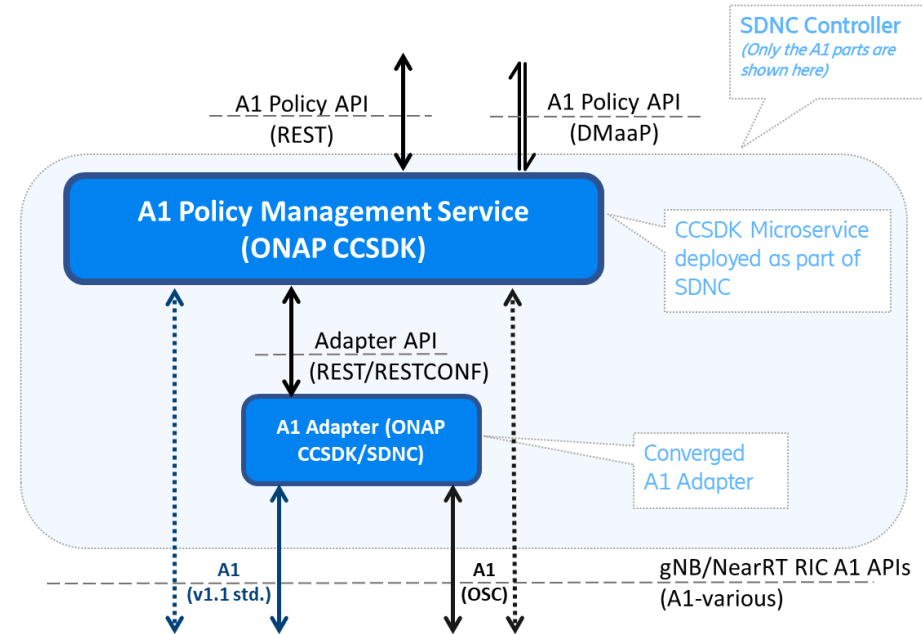 SDNC Controller
(Only the A1 parts are
shown here)
A1 Policy API
(REST)
A1 Policy API
(DMaaP)
A1 Policy Management Service
(ONAP CCSDK)
CCSDK Microservice
deployed as part of
SDNC
Adapter API
(REST/RESTCONF)
A1 Adapter (ONAP
CCSDK/SDNC)
Converged
A1 Adapter
A1
(v1.1 std.)
A1
(OSC)
gNB/NearRT RIC A1 APIs
(A1-various)